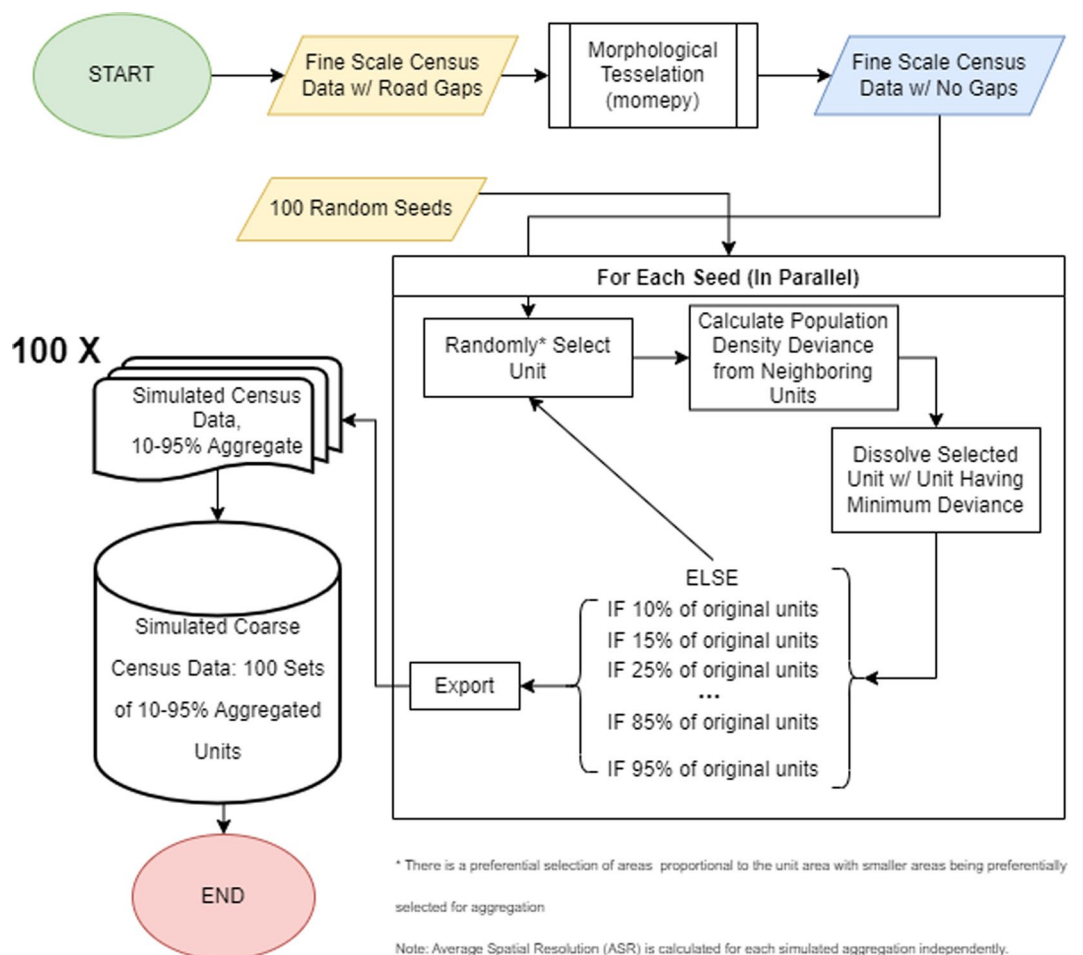 START
Fine Scale Census
Data w/ Road Gaps
Morphological
Tesselation
(momepy)
Fine Scale Census
Data w/ No Gaps
100 Random Seeds
For Each Seed (In Parallel)
Randomly* Select
Unit
Calculate Population
Density Deviance
from Neighboring
Units
Dissolve Selected
Unit w/ Unit Having
Minimum Deviance
ELSE
IF 10% of original units
IF 15% of original units
IF 25% of original units
...
IF 85% of original units
IF 95% of original units
Export
100 X
Simulated Census
Data,
10-95% Aggregate
Simulated Coarse
Census Data: 100 Sets
of 10-95% Aggregated
Units
END
* There is a preferential selection of areas proportional to the unit area with smaller areas being preferentially
selected for aggregation
Note: Average Spatial Resolution (ASR) is calculated for each simulated aggregation independently.